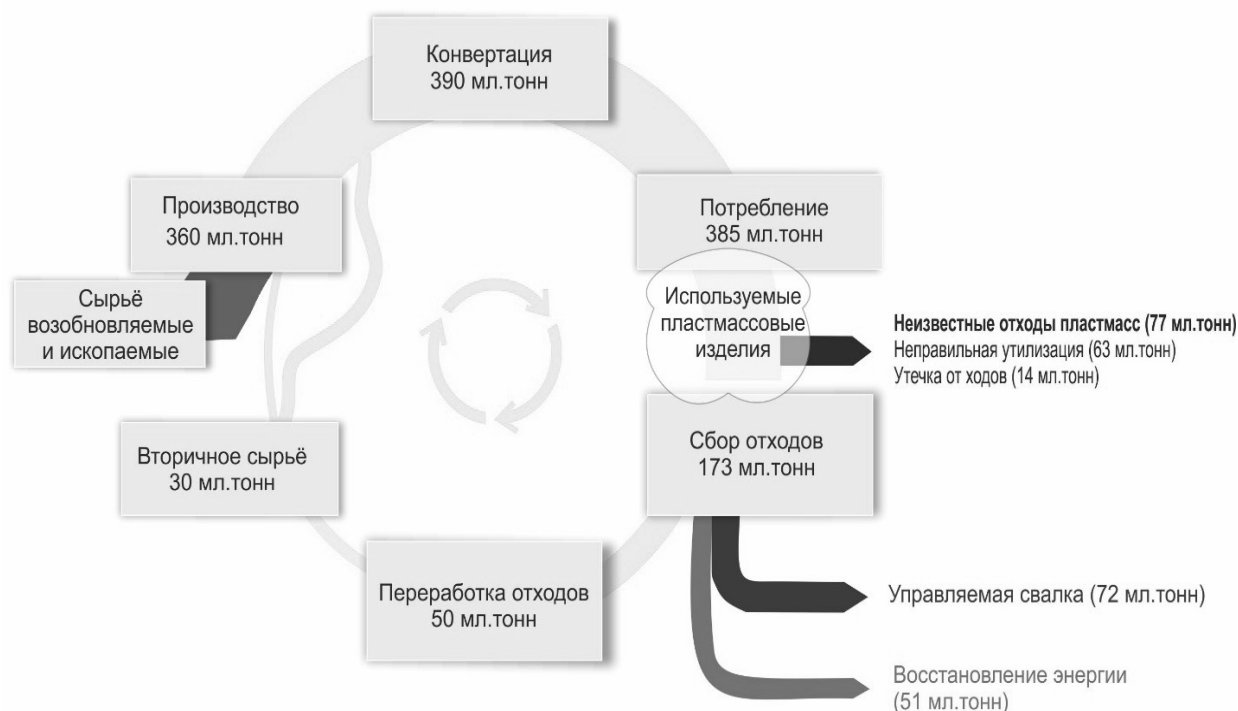 Конвертация
390 мл.тонн
Производство
360 мл.тонн
Потребление
385 мл.тонн
Сырьё
возобновляемые
и ископаемые
Используемые
пластмассовые
изделия
Неизвестные отходы пластмасс (77 мл.тонн)
Неправильная утилизация (63 мл.тонн)
Утечка от ходов (14 мл.тонн)
Вторичное сырьё
30 мл.тонн
Сбор отходов
173 мл.тонн
Переработка отходов
50 мл.тонн
Управляемая свалка (72 мл.тонн)
Восстановление энергии
(51 мл.тонн)